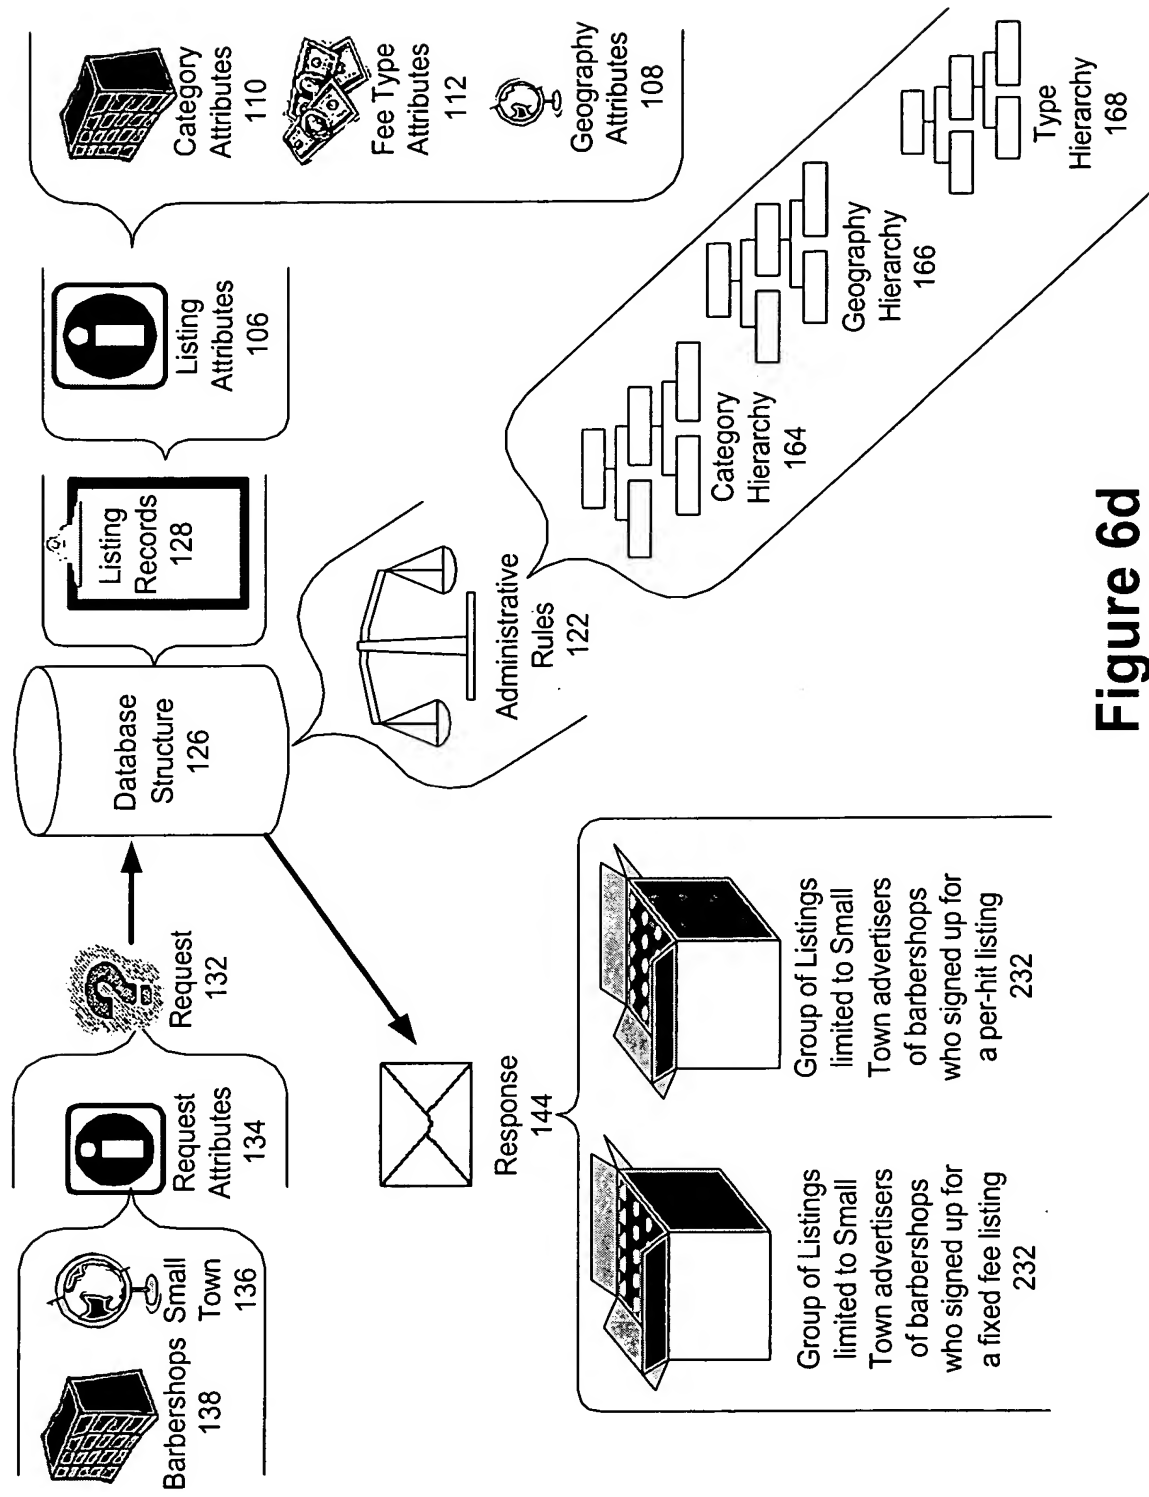 Barbershops
138
Small
Town
136
Request
Attributes
134
Request
132
Database
Structure
126
Listing
Records
128
Listing
Attributes
106
Category
Attributes
110
Fee Type
Attributes
112
Geography
Attributes
108
Response
144
Administrative
Rules
122
Category
Hierarchy
164
Geography
Hierarchy
166
Type
Hierarchy
168
Group of Listings
limited to Small
Town advertisers
of barbershops
who signed up for
a fixed fee listing
232
Group of Listings
limited to Small
Town advertisers
of barbershops
who signed up for
a per-hit listing
232
Figure 6d